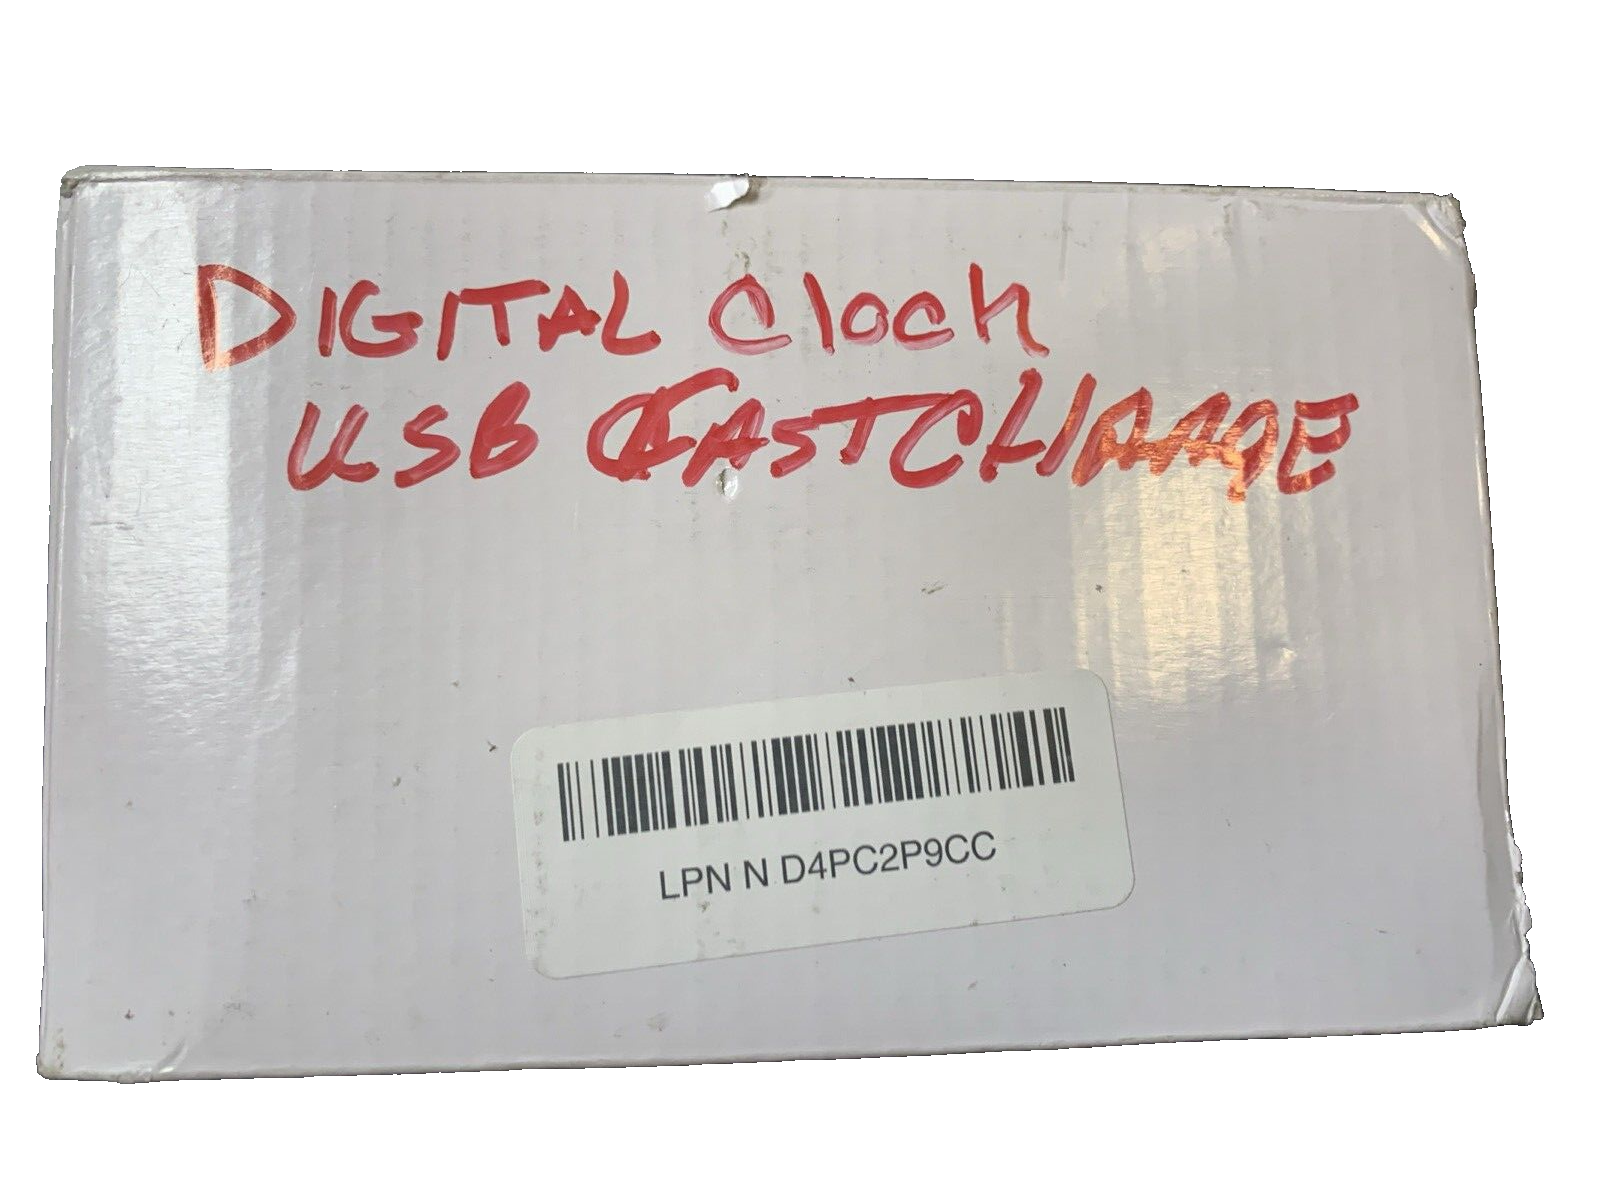 DIGITAL Clock
USB FAST CHARGE
LPN N D4PC2P9CC